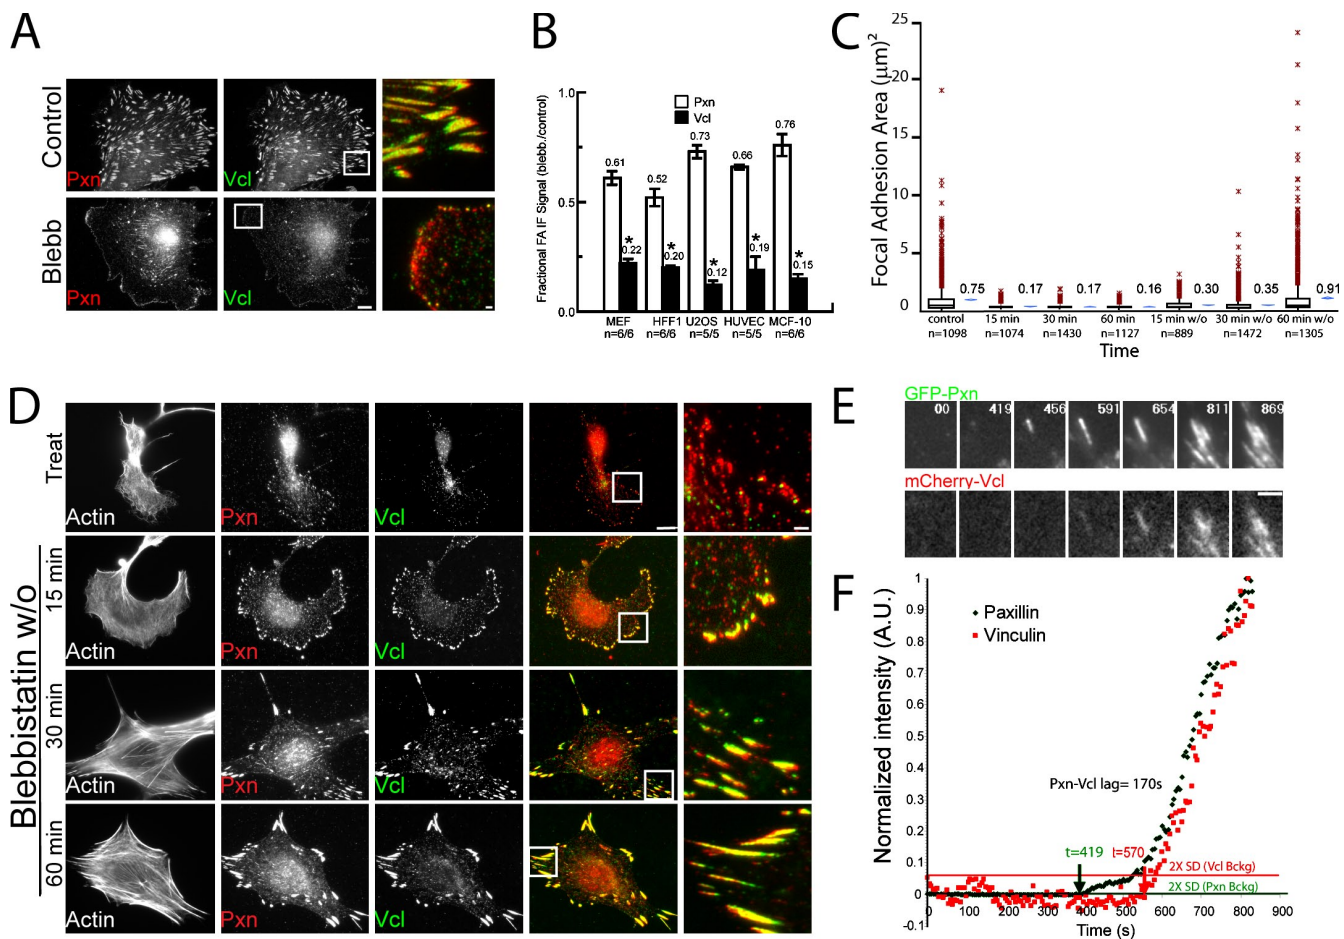 A
Control
Pxn
Vcl
Blebb
Pxn
Vcl
B
Fractional FA IF Signal (blebb./control)
1.0
0.5
0.0
Pxn
Vcl
0.61
0.52
0.73
0.66
0.76
*
*
*
*
*
0.22
0.20
0.12
0.19
0.15
MEF HFF1 U2OS HUVEC MCF-10
n=6/6 n=6/6 n=5/5 n=5/5 n=6/6
C
Focal Adhesion Area (μm)²
25
20
15
10
5
0
0.75 0.17 0.17 0.16 0.30 0.35 0.91
control 15 min 30 min 60 min 15 min w/o 30 min w/o 60 min w/o
n=1098 n=1074 n=1430 n=1127 n=889 n=1472 n=1305
Time
D
Treat
Actin
Pxn
Vcl
Blebbistatin w/o
15 min
Actin
Pxn
Vcl
30 min
Actin
Pxn
Vcl
60 min
Actin
Pxn
Vcl
E
GFP-Pxn
00 419 456 591 654 811 869
mCherry-Vcl
F
Normalized intensity (A.U.)
1
0.9
0.8
0.7
0.6
0.5
0.4
0.3
0.2
0.1
0
-0.1
Paxillin
Vinculin
Pxn-Vcl lag= 170s
t=419
t=570
2X SD (Vcl Bckg)
2X SD (Pxn Bckg)
0 100 200 300 400 500 600 700 800 900
Time (s)